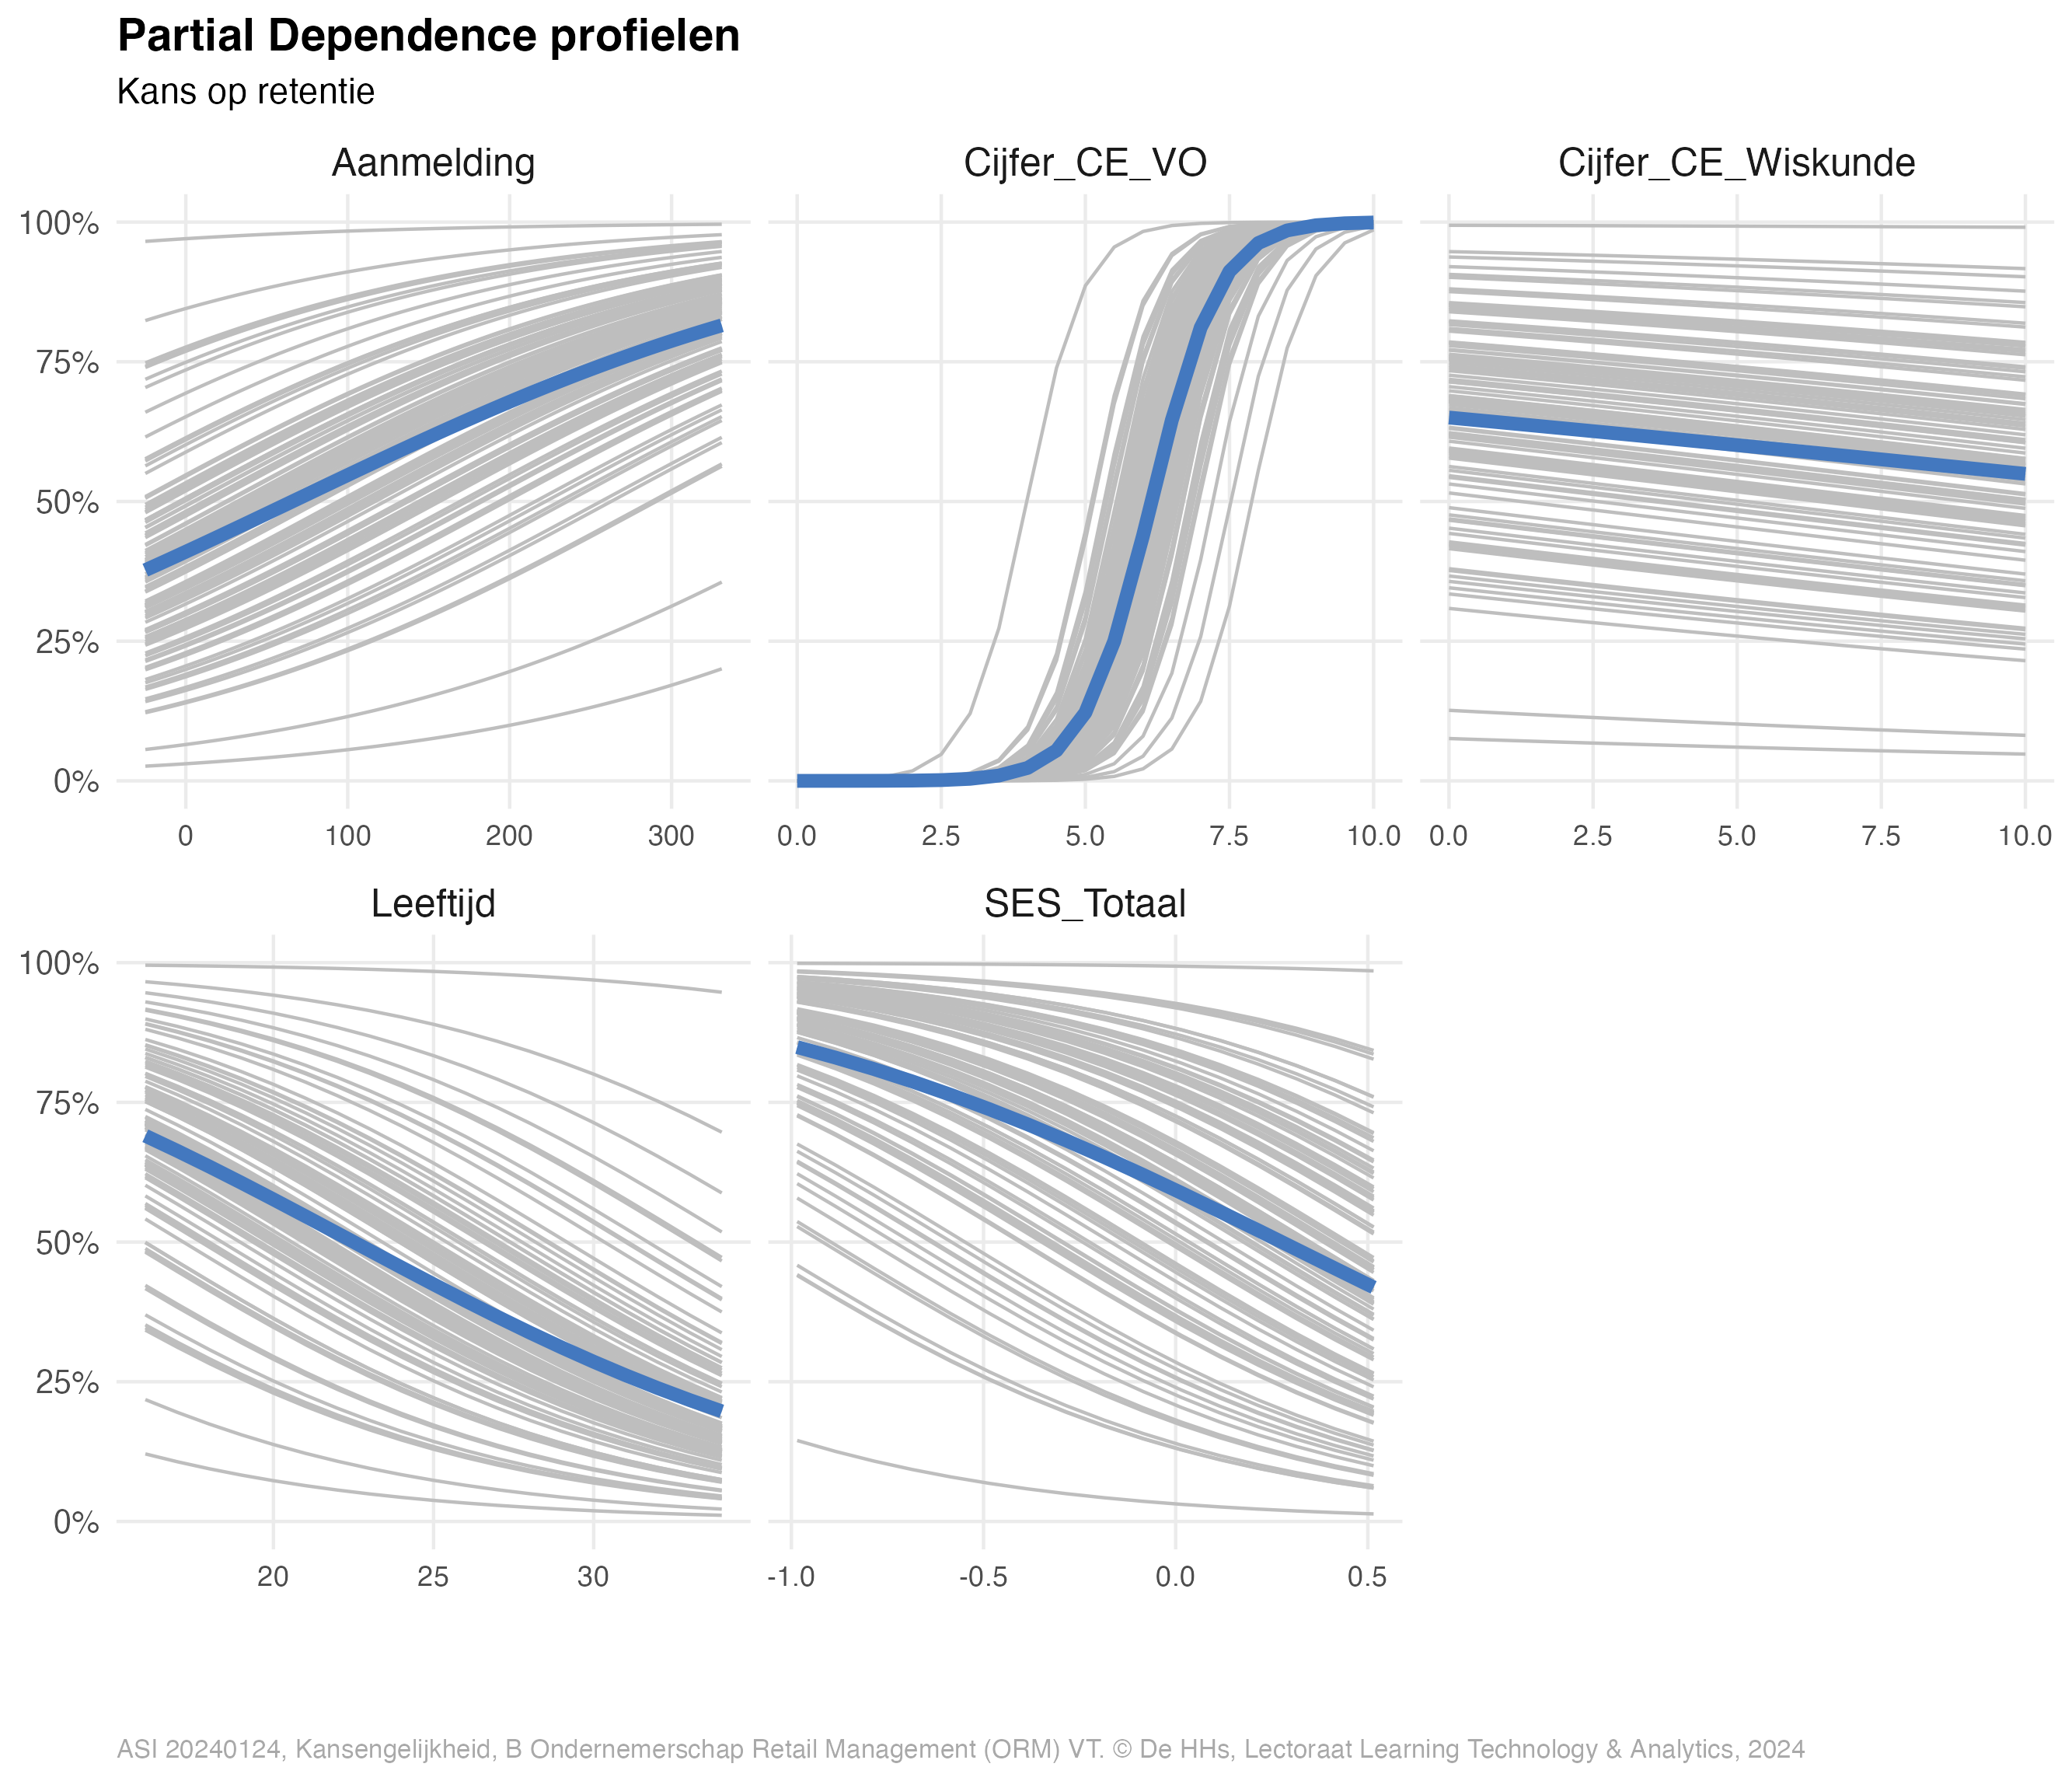 Partial Dependence profielen
Kans op retentie
Aanmelding Cijfer_CE_VO Cijfer_CE_Wiskunde
100%
75%
50%
25%
0%
0 100 200 300 0.0 2.5 5.0 7.5 10.0 0.0 2.5 5.0 7.5 10.0
Leeftijd SES_Totaal
100%
75%
50%
25%
0%
20 25 30 -1.0 -0.5 0.0 0.5
ASI 20240124, Kansengelijkheid, B Ondernemerschap Retail Management (ORM) VT. © De HHs, Lectoraat Learning Technology & Analytics, 2024